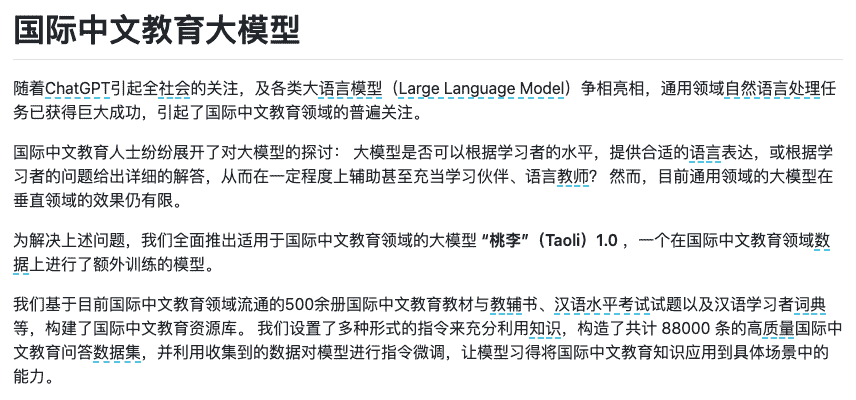 国际中文教育大模型
随着ChatGPT引起全社会的关注，及各类大语言模型（Large Language Model）争相亮相，通用领域自然语言处理任
务已获得巨大成功，引起了国际中文教育领域的普遍关注。
国际中文教育人士纷纷展开了对大模型的探讨： 大模型是否可以根据学习者的水平，提供合适的语言表达，或根据学
习者的问题给出详细的解答，从而在一定程度上辅助甚至充当学习伙伴、语言教师？ 然而，目前通用领域的大模型在
垂直领域的效果仍有限。
为解决上述问题，我们全面推出适用于国际中文教育领域的大模型 “桃李”（Taoli）1.0 ，一个在国际中文教育领域数
据上进行了额外训练的模型。
我们基于目前国际中文教育领域流通的500余册国际中文教育教材与教辅书、汉语水平考试试题以及汉语学习者词典
等，构建了国际中文教育资源库。 我们设置了多种形式的指令来充分利用知识，构造了共计 88000 条的高质量国际中
文教育问答数据集，并利用收集到的数据对模型进行指令微调，让模型习得将国际中文教育知识应用到具体场景中的
能力。